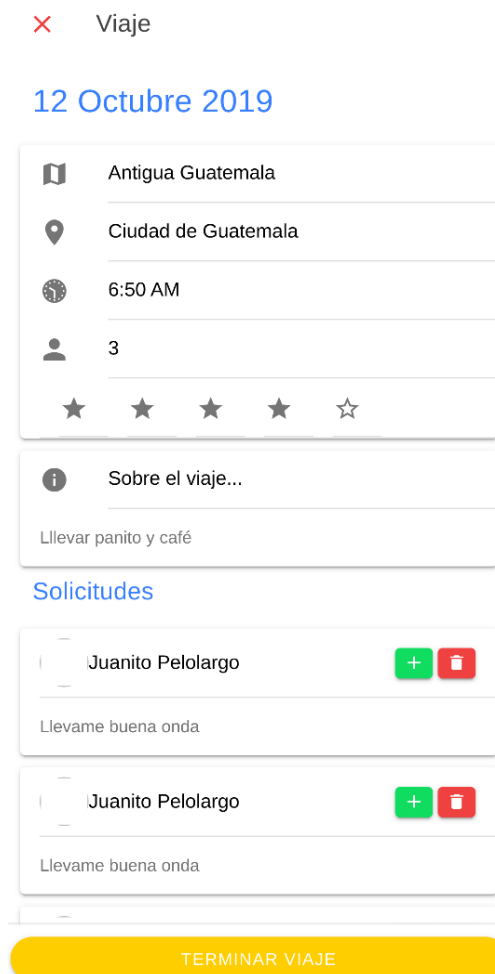 Viaje
12 Octubre 2019
Antigua Guatemala
Ciudad de Guatemala
6:50 AM
3
Sobre el viaje...
Lllevar panito y café
Solicitudes
Juanito Pelolargo
Llevame buena onda
Juanito Pelolargo
Llevame buena onda
TERMINAR VIAJE